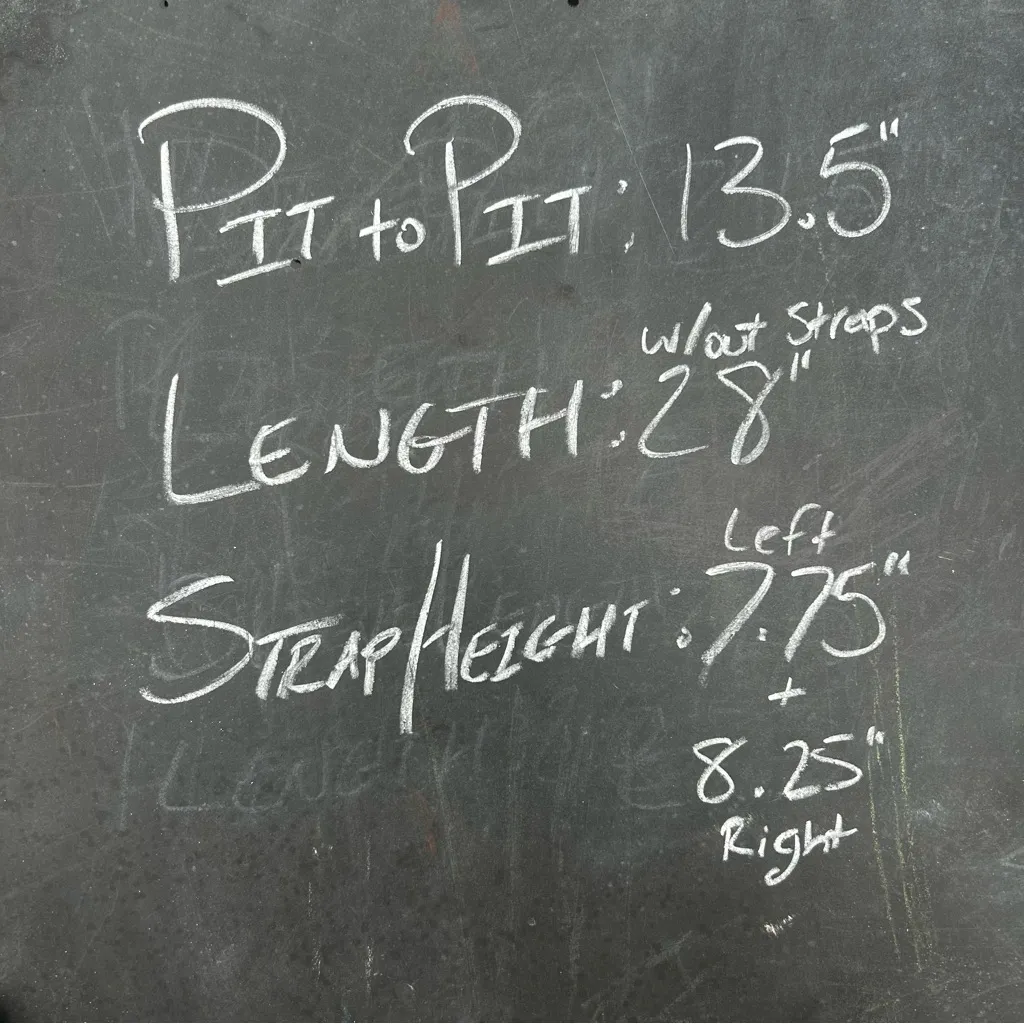 Pit to Pit: 13.5"
w/out Straps
Length: 28"
Left
Strap Height: 7.75"
+
8.25"
Right